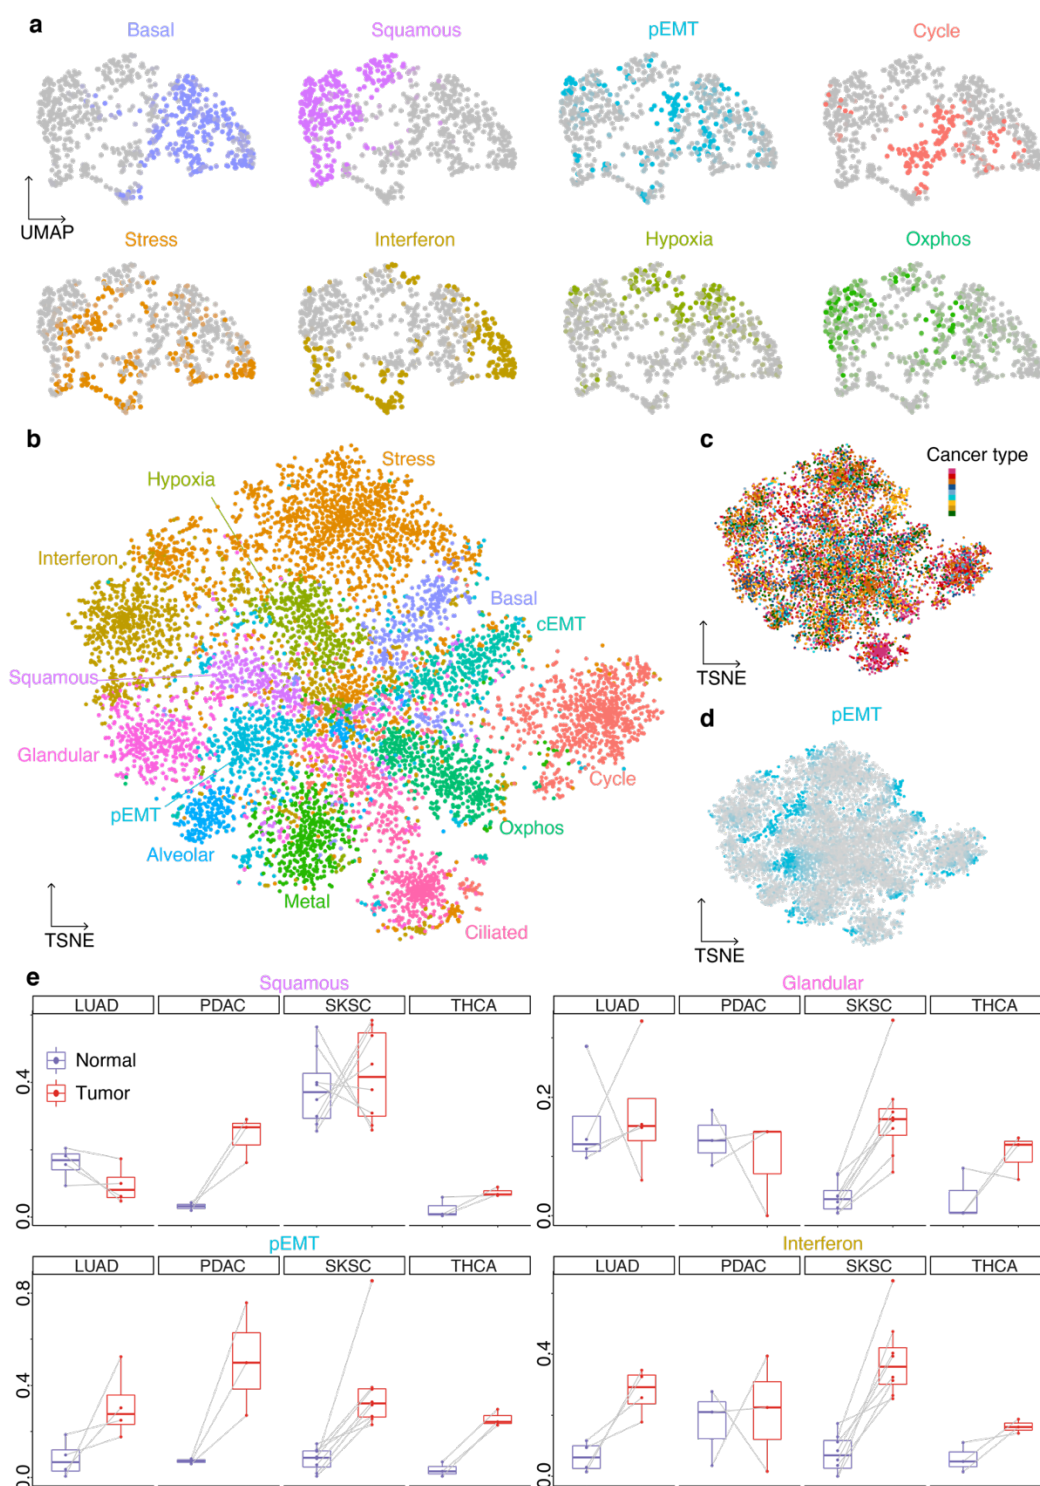 a
Basal Squamous pEMT Cycle
UMAP
Stress Interferon Hypoxia Oxphos
b
Stress
Hypoxia
Interferon
Basal
cEMT
Squamous
Glandular
Cycle
pEMT
Oxphos
Alveolar
Metal
Ciliated
TSNE
c
Cancer type
TSNE
d
pEMT
TSNE
e
Squamous Glandular
LUAD PDAC SKSC THCA LUAD PDAC SKSC THCA
Normal
Tumor
0.4
0.0
0.2
0.0
pEMT Interferon
LUAD PDAC SKSC THCA LUAD PDAC SKSC THCA
0.8
0.4
0.0
0.4
0.0